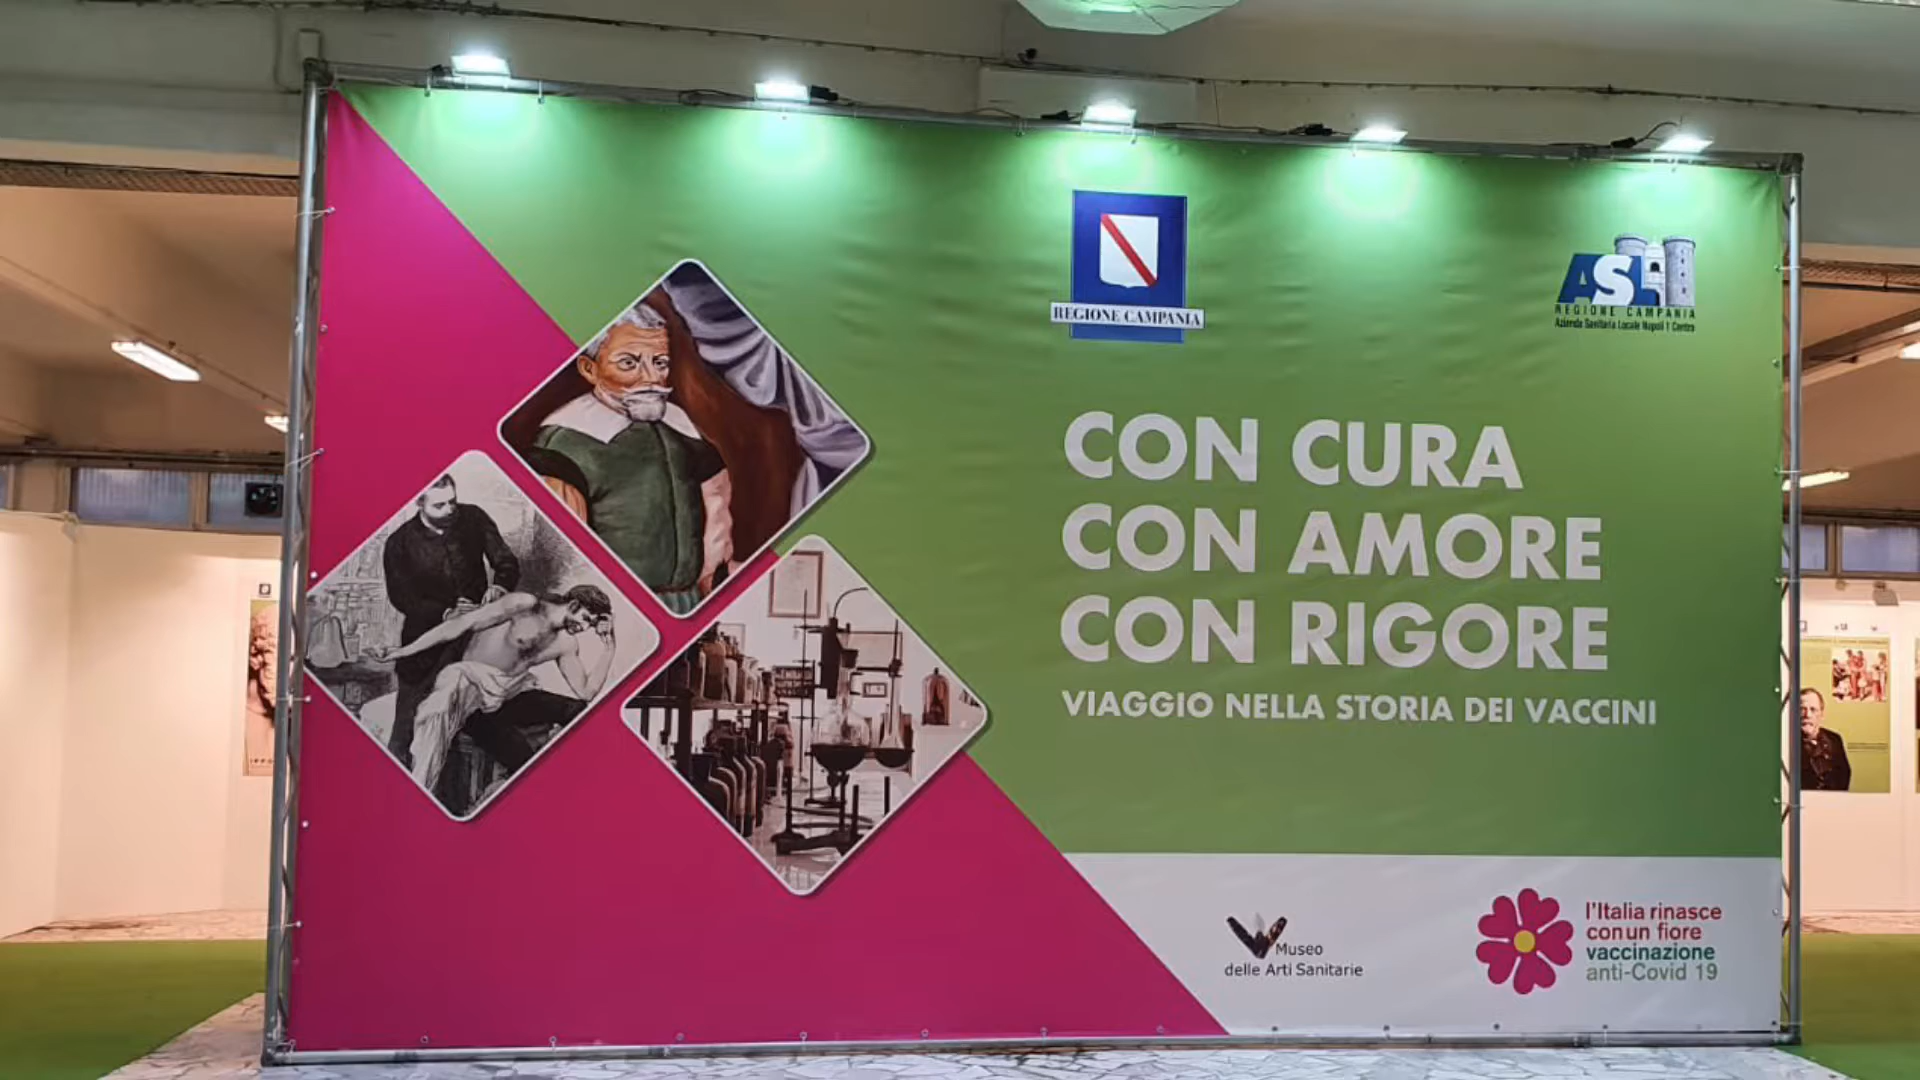 REGIONE CAMPANIA
ASL
REGIONE CAMPANIA
Azienda Sanitaria Locale Napoli 1 Centro
CON CURA
CON AMORE
CON RIGORE
VIAGGIO NELLA STORIA DEI VACCINI
Museo
delle Arti Sanitarie
l'Italia rinasce
con un fiore
vaccinazione
anti-Covid 19